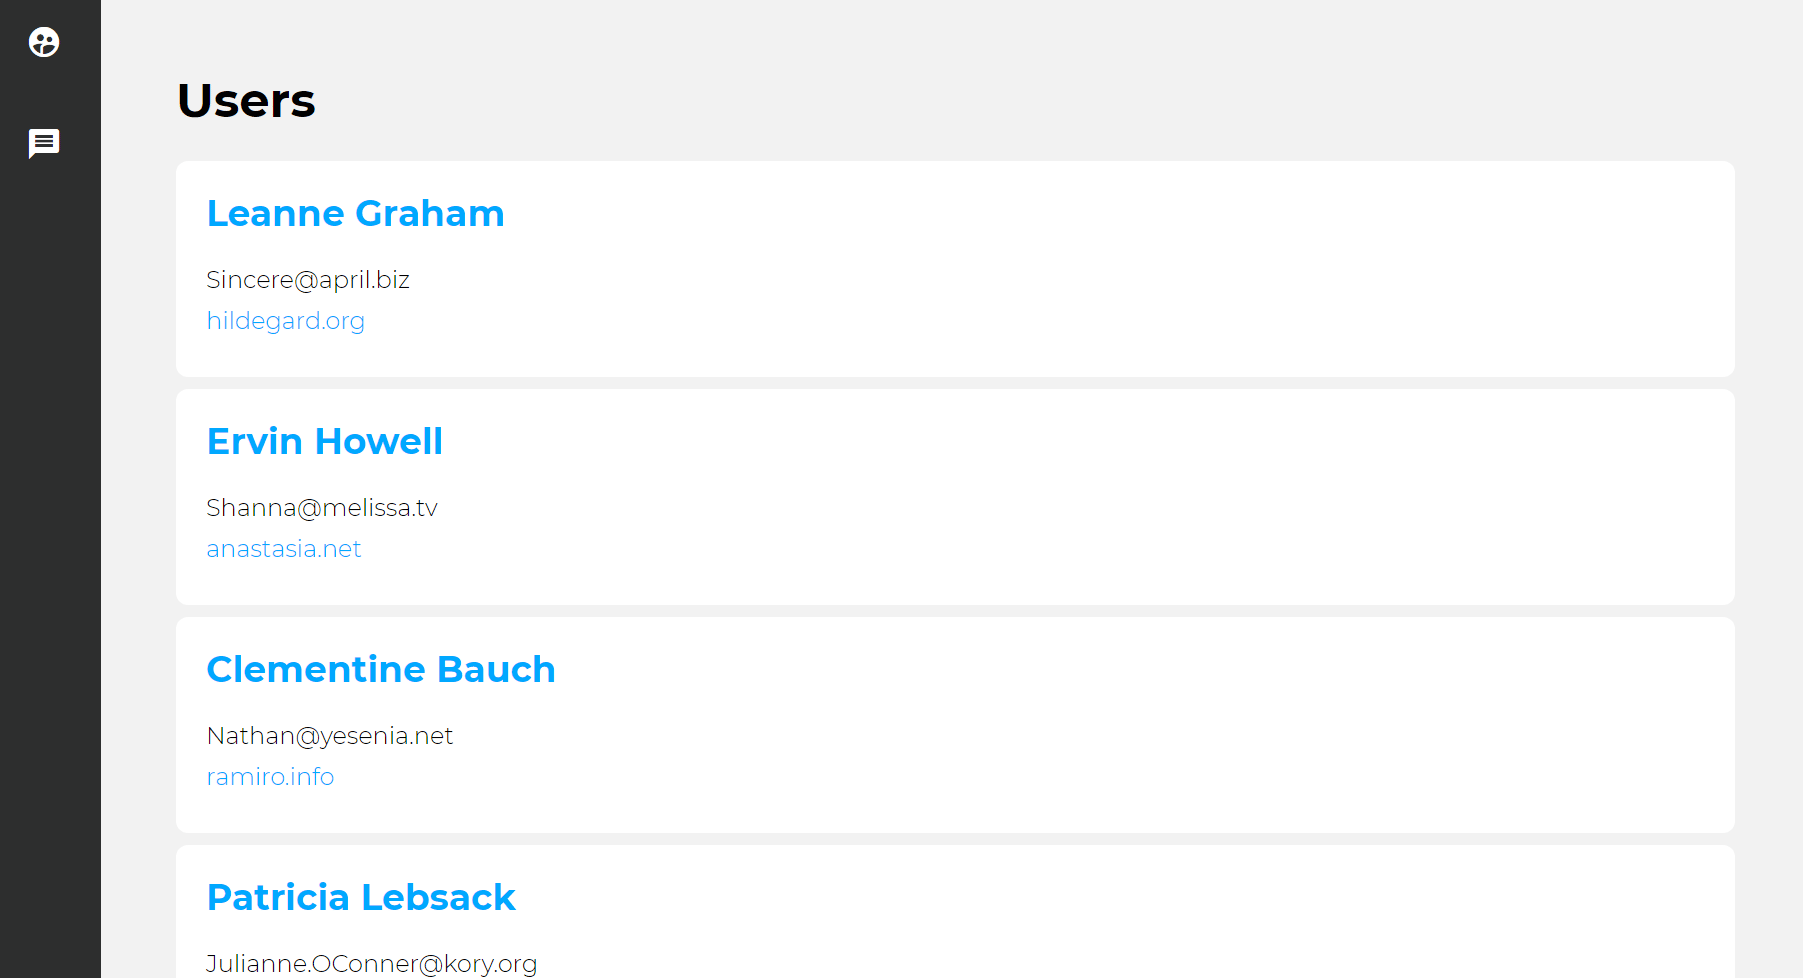 Users
Leanne Graham
Sincere@april.biz
hildegard.org
Ervin Howell
Shanna@melissa.tv
anastasia.net
Clementine Bauch
Nathan@yesenia.net
ramiro.info
Patricia Lebsack
Julianne.OConner@kory.org